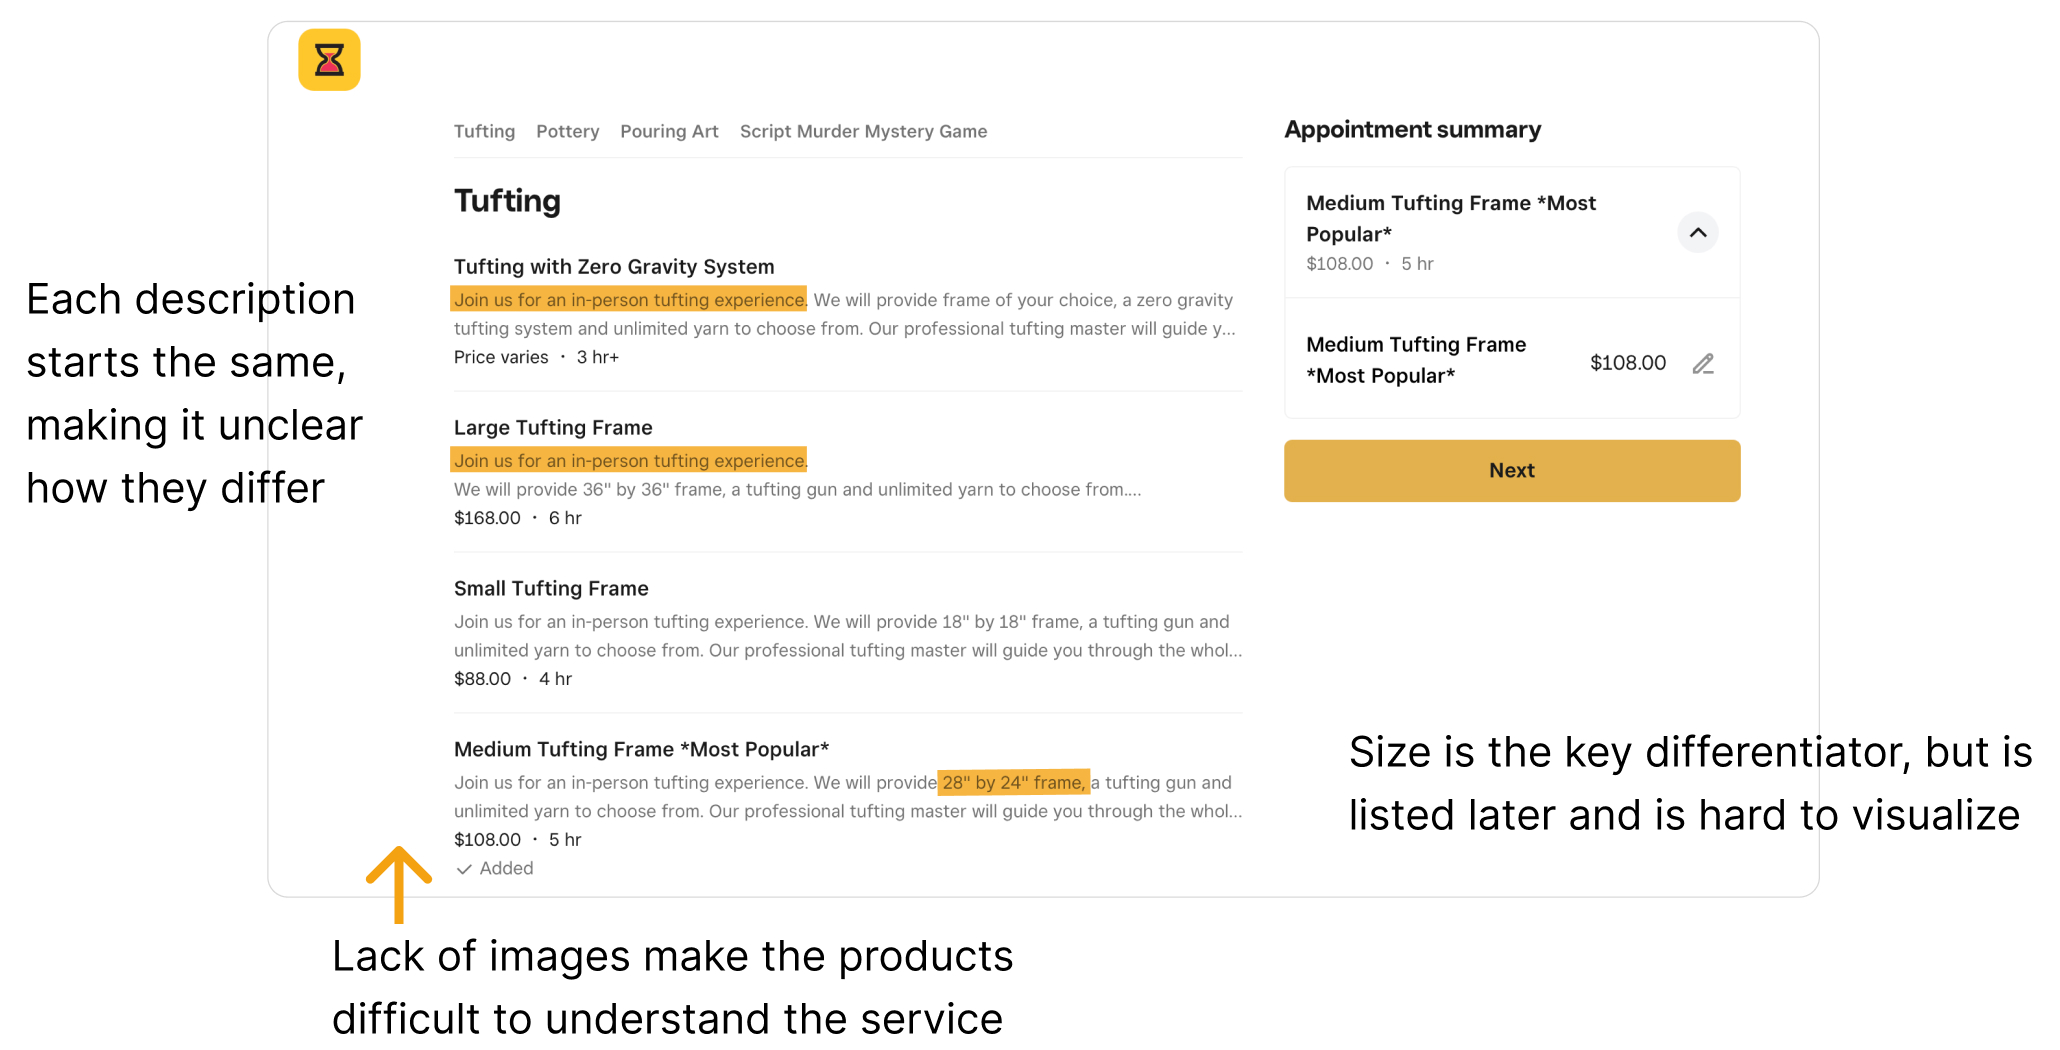 Tufting Pottery Pouring Art Script Murder Mystery Game
Tufting
Tufting with Zero Gravity System
Join us for an in-person tufting experience. We will provide frame of your choice, a zero gravity
tufting system and unlimited yarn to choose from. Our professional tufting master will guide y...
Price varies · 3 hr+
Large Tufting Frame
Join us for an in-person tufting experience.
We will provide 36" by 36" frame, a tufting gun and unlimited yarn to choose from....
$168.00 · 6 hr
Small Tufting Frame
Join us for an in-person tufting experience. We will provide 18" by 18" frame, a tufting gun and
unlimited yarn to choose from. Our professional tufting master will guide you through the whol...
$88.00 · 4 hr
Medium Tufting Frame *Most Popular*
Join us for an in-person tufting experience. We will provide 28" by 24" frame, a tufting gun and
unlimited yarn to choose from. Our professional tufting master will guide you through the whol...
$108.00 · 5 hr
Added
Appointment summary
Medium Tufting Frame *Most
Popular*
$108.00 · 5 hr
Medium Tufting Frame
*Most Popular*
$108.00
Next
Each description
starts the same,
making it unclear
how they differ
Size is the key differentiator, but is
listed later and is hard to visualize
Lack of images make the products
difficult to understand the service